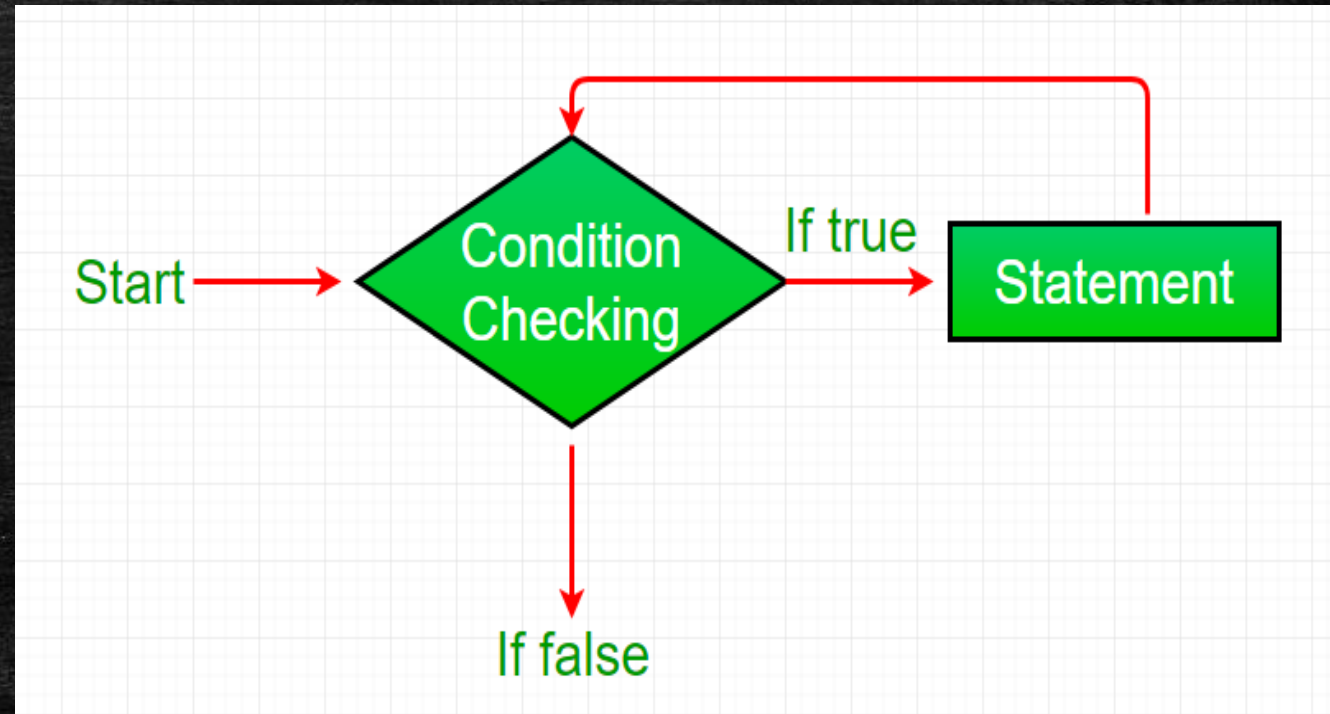 Start
Condition
Checking
If true
Statement
If false